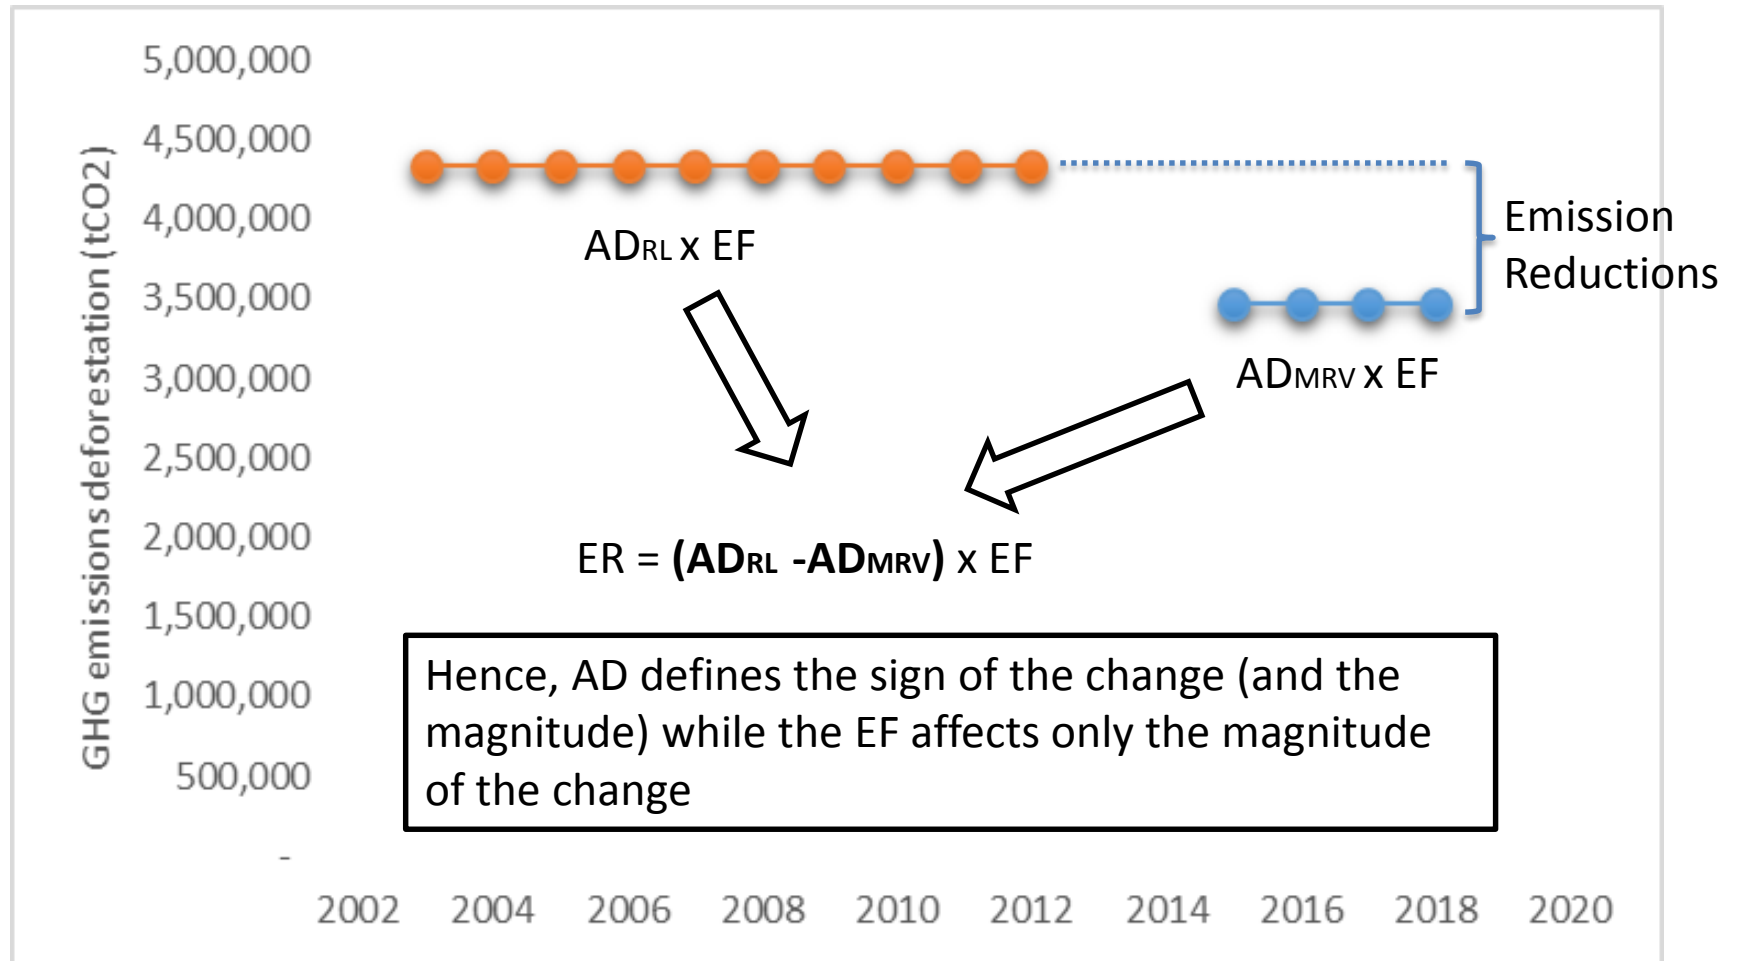 GHG emissions deforestation (tCO2)
5,000,000
4,500,000
4,000,000
3,500,000
3,000,000
2,500,000
2,000,000
1,500,000
1,000,000
500,000
-
2002 2004 2006 2008 2010 2012 2014 2016 2018 2020
ADRL x EF
Emission
Reductions
ADMRV x EF
ER = (ADRL -ADMRV) x EF
Hence, AD defines the sign of the change (and the
magnitude) while the EF affects only the magnitude
of the change